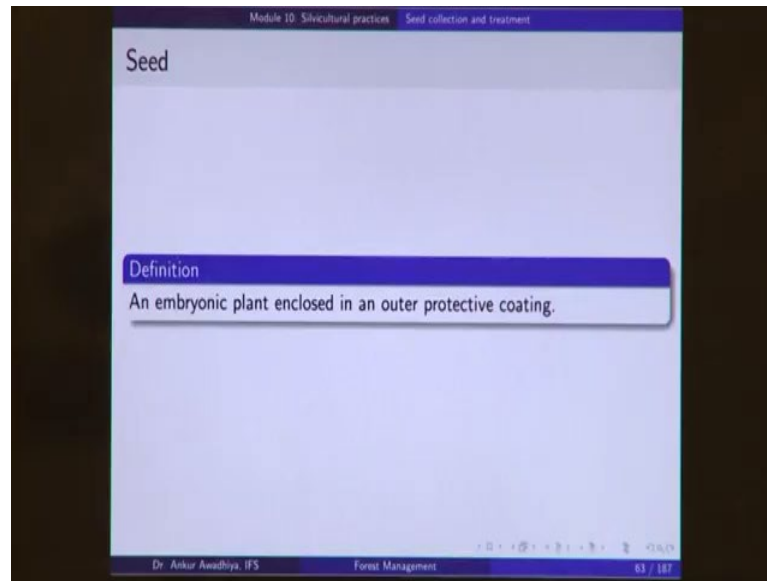 Module 10. Silvicultural practices Seed collection and treatment
Seed
Definition
An embryonic plant enclosed in an outer protective coating.
Dr. Ankur Awadhiya, IFS Forest Management 63 / 187